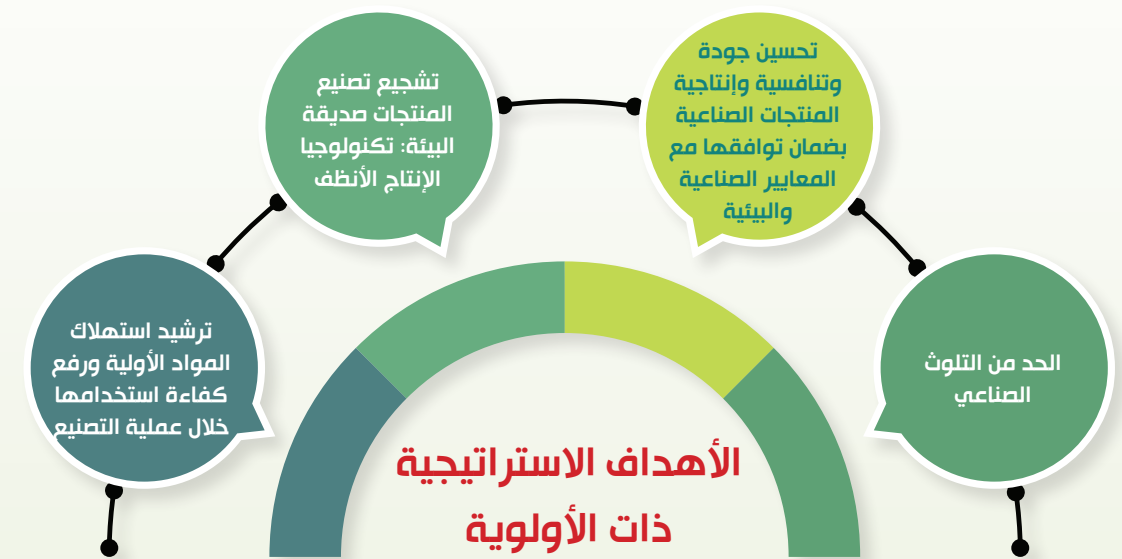 الحد من التلوث
الصناعي
تحسين جودة
وتنافسية وإنتاجية
المنتجات الصناعية
بضمان توافقها مع
المعايير الصناعية
والبيئية
تشجيع تصنيع
المنتجات صديقة
البيئة: تكنولوجيا
الإنتاج الأنظف
ترشيد استهلاك
المواد الأولية ورفع
كفاءة استخدامها
خلال عملية التصنيع
الأهداف الاستراتيجية
ذات الأولوية